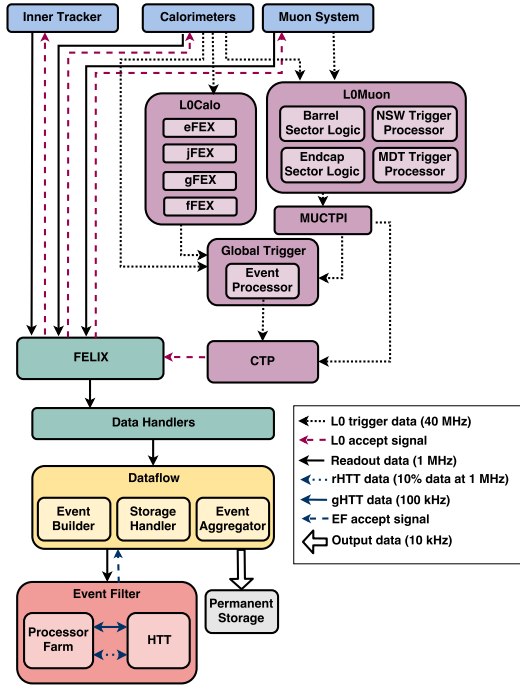 Inner Tracker
Calorimeters
Muon System
L0Calo
eFEX
jFEX
gFEX
fFEX
L0Muon
Barrel
Sector Logic
NSW Trigger
Processor
Endcap
Sector Logic
MDT Trigger
Processor
MUCTPI
Global Trigger
Event
Processor
FELIX
CTP
Data Handlers
Dataflow
Event
Builder
Storage
Handler
Event
Aggregator
Event Filter
Processor
Farm
HTT
Permanent
Storage
L0 trigger data (40 MHz)
L0 accept signal
Readout data (1 MHz)
rHTT data (10% data at 1 MHz)
gHTT data (100 kHz)
EF accept signal
Output data (10 kHz)